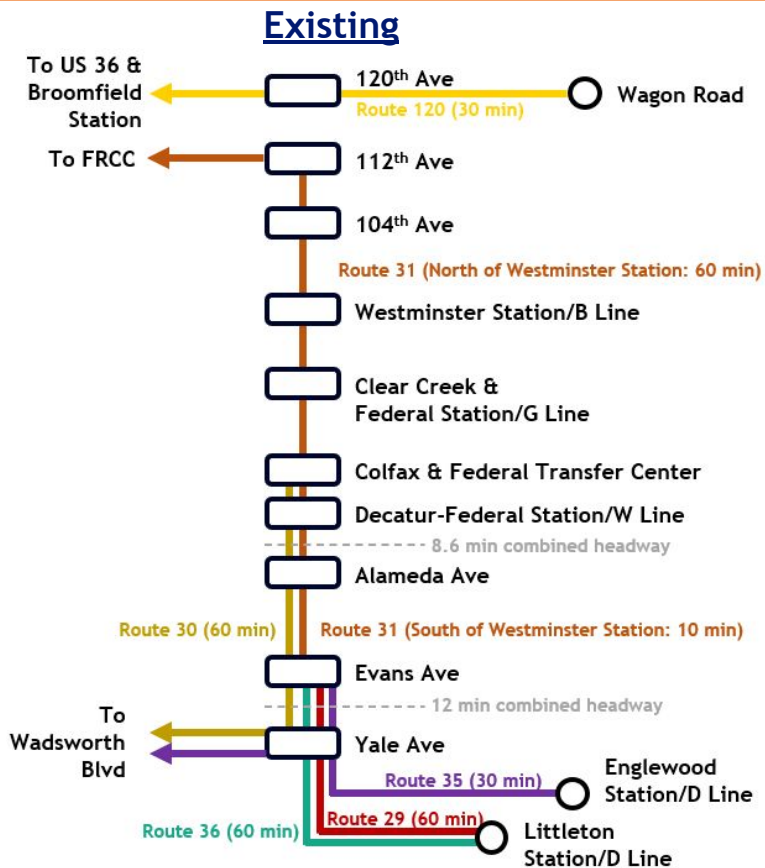 Existing
To US 36 &
Broomfield
Station
120th Ave
Route 120 (30 min)
Wagon Road
To FRCC
112th Ave
104th Ave
Route 31 (North of Westminster Station: 60 min)
Westminster Station/B Line
Clear Creek &
Federal Station/G Line
Colfax & Federal Transfer Center
Decatur-Federal Station/W Line
8.6 min combined headway
Alameda Ave
Route 30 (60 min)
Route 31 (South of Westminster Station: 10 min)
Evans Ave
12 min combined headway
To
Wadsworth
Blvd
Yale Ave
Route 35 (30 min)
Englewood
Station/D Line
Route 29 (60 min)
Route 36 (60 min)
Littleton
Station/D Line